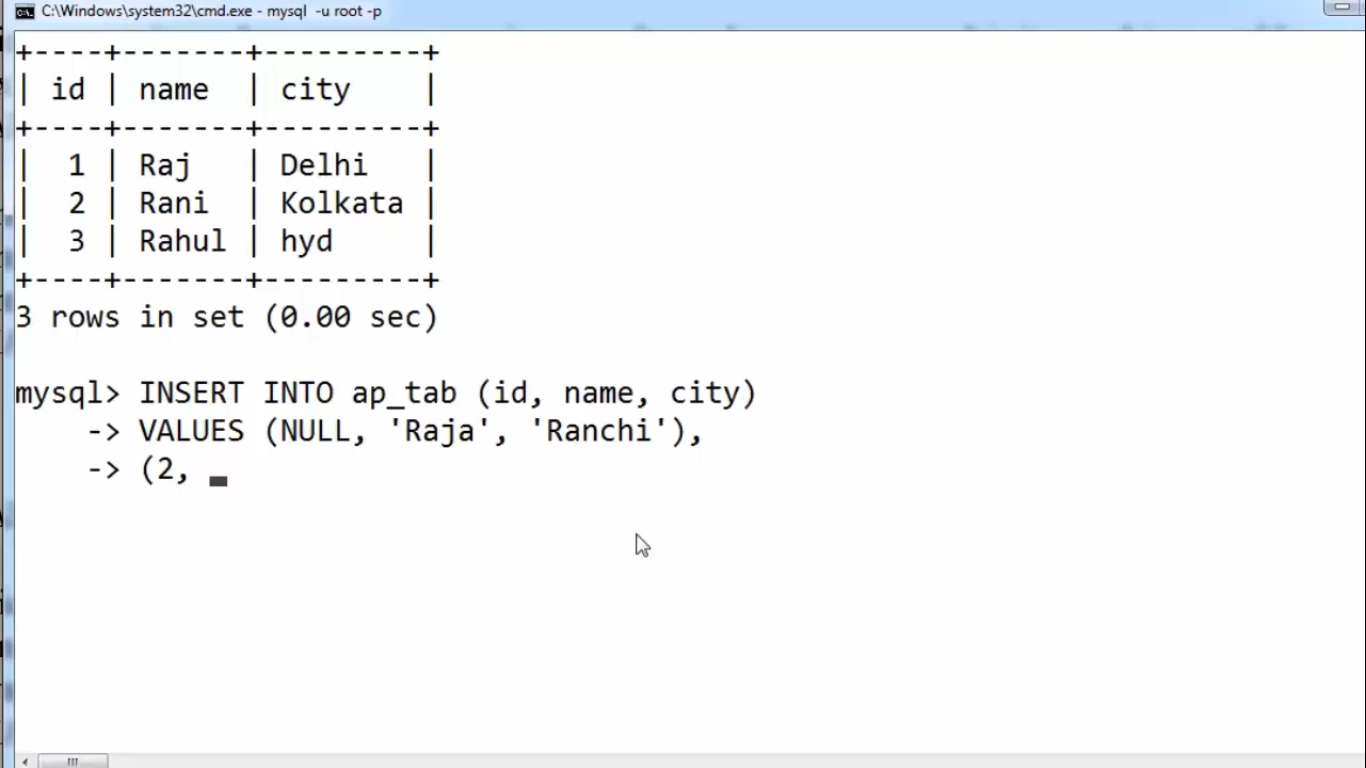 C:\Windows\system32\cmd.exe - mysql -u root -p
+----+-------+---------+
| id | name  | city    |
+----+-------+---------+
|  1 | Raj   | Delhi   |
|  2 | Rani  | Kolkata |
|  3 | Rahul | hyd     |
+----+-------+---------+
3 rows in set (0.00 sec)
mysql> INSERT INTO ap_tab (id, name, city)
    -> VALUES (NULL, 'Raja', 'Ranchi'),
    -> (2, _